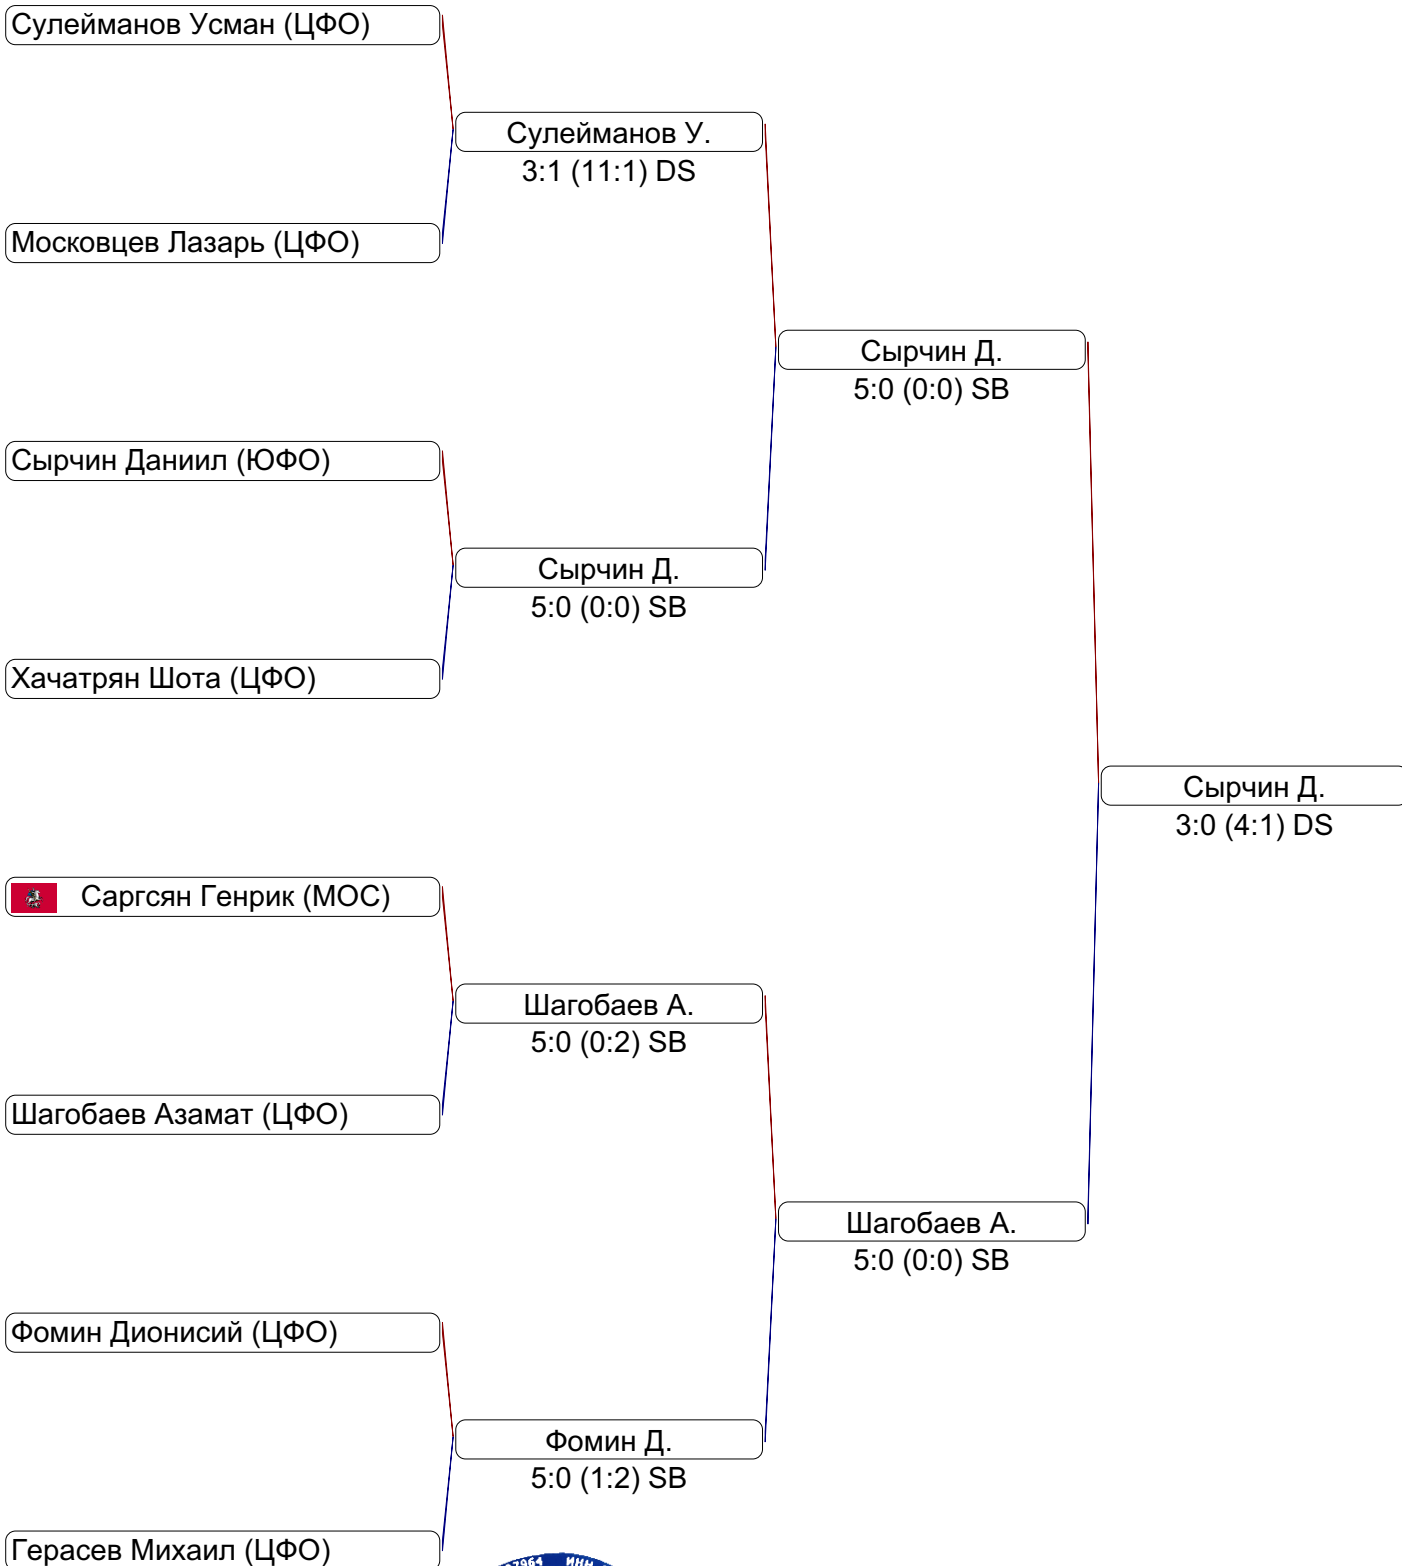 Сулейманов Усман (ЦФО)
Сулейманов У.
3:1 (11:1) DS
Московцев Лазарь (ЦФО)
Сырчин Д.
5:0 (0:0) SB
Сырчин Даниил (ЮФО)
Сырчин Д.
5:0 (0:0) SB
Хачатрян Шота (ЦФО)
Сырчин Д.
3:0 (4:1) DS
Саргсян Генрик (МОС)
Шагобаев А.
5:0 (0:2) SB
Шагобаев Азамат (ЦФО)
Шагобаев А.
5:0 (0:0) SB
Фомин Дионисий (ЦФО)
Фомин Д.
5:0 (1:2) SB
Герасев Михаил (ЦФО)